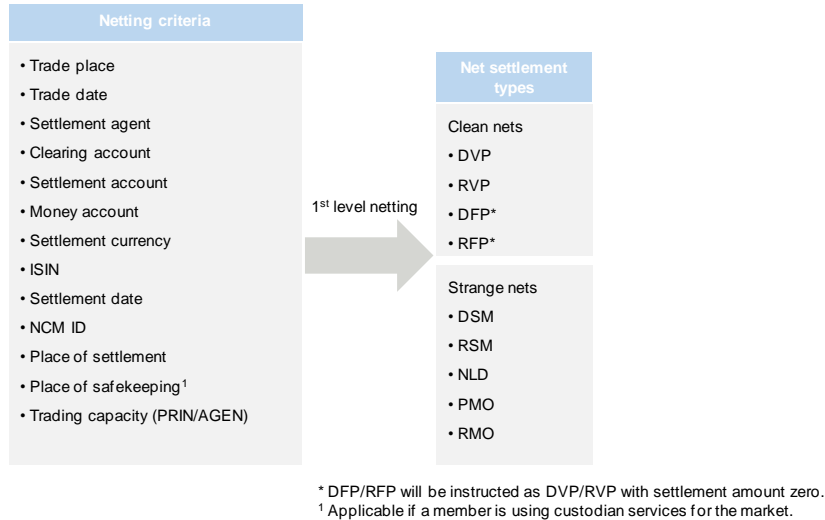 Netting criteria
• Trade place
• Trade date
• Settlement agent
• Clearing account
• Settlement account
• Money account
• Settlement currency
• ISIN
• Settlement date
• NCM ID
• Place of settlement
• Place of safekeeping¹
• Trading capacity (PRIN/AGEN)
1st level netting
Net settlement
types
Clean nets
• DVP
• RVP
• DFP*
• RFP*
Strange nets
• DSM
• RSM
• NLD
• PMO
• RMO
* DFP/RFP will be instructed as DVP/RVP with settlement amount zero.
¹ Applicable if a member is using custodian services for the market.